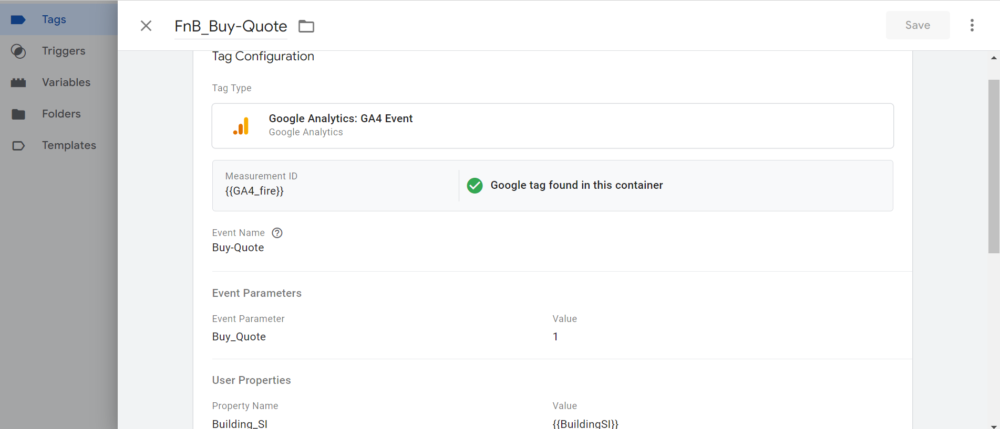 Tags
Triggers
Variables
Folders
Templates
FnB_Buy-Quote
Save
Tag Configuration
Tag Type
Google Analytics: GA4 Event
Google Analytics
Measurement ID
{{GA4_fire}}
Google tag found in this container
Event Name
Buy-Quote
Event Parameters
Event Parameter Value
Buy_Quote 1
User Properties
Property Name Value
Building_SI {{BuildingSI}}